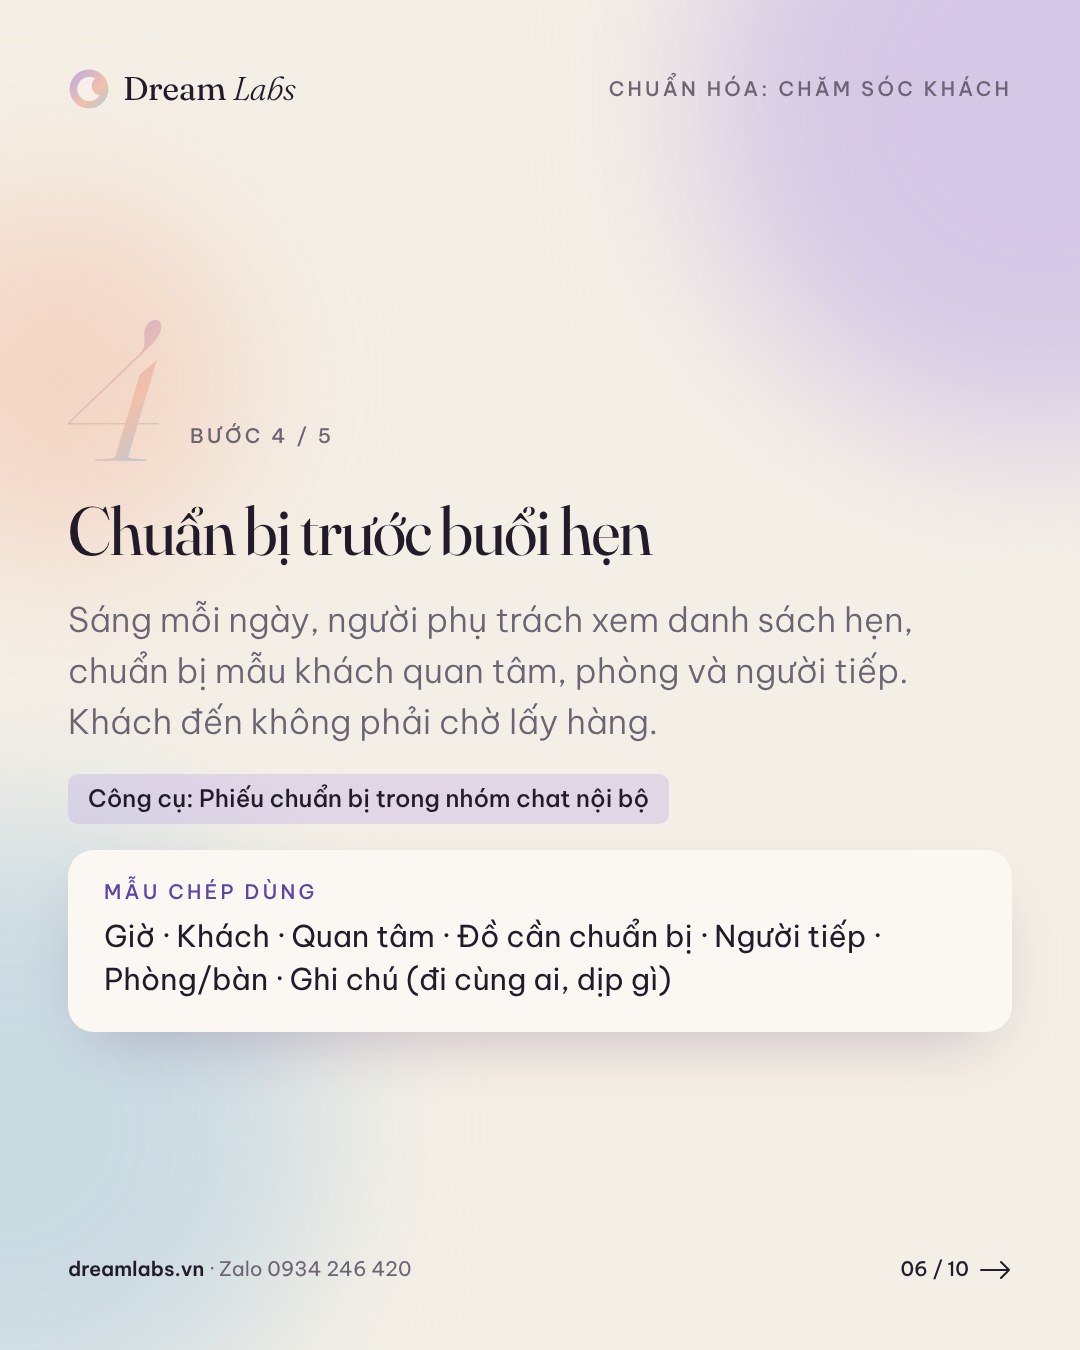 Dream Labs
CHUẨN HÓA: CHĂM SÓC KHÁCH
4
BƯỚC 4 / 5
Chuẩn bị trước buổi hẹn
Sáng mỗi ngày, người phụ trách xem danh sách hẹn,
chuẩn bị mẫu khách quan tâm, phòng và người tiếp.
Khách đến không phải chờ lấy hàng.
Công cụ: Phiếu chuẩn bị trong nhóm chat nội bộ
MẪU CHÉP DÙNG
Giờ · Khách · Quan tâm · Đồ cần chuẩn bị · Người tiếp ·
Phòng/bàn · Ghi chú (đi cùng ai, dịp gì)
dreamlabs.vn · Zalo 0934 246 420
06 / 10 →